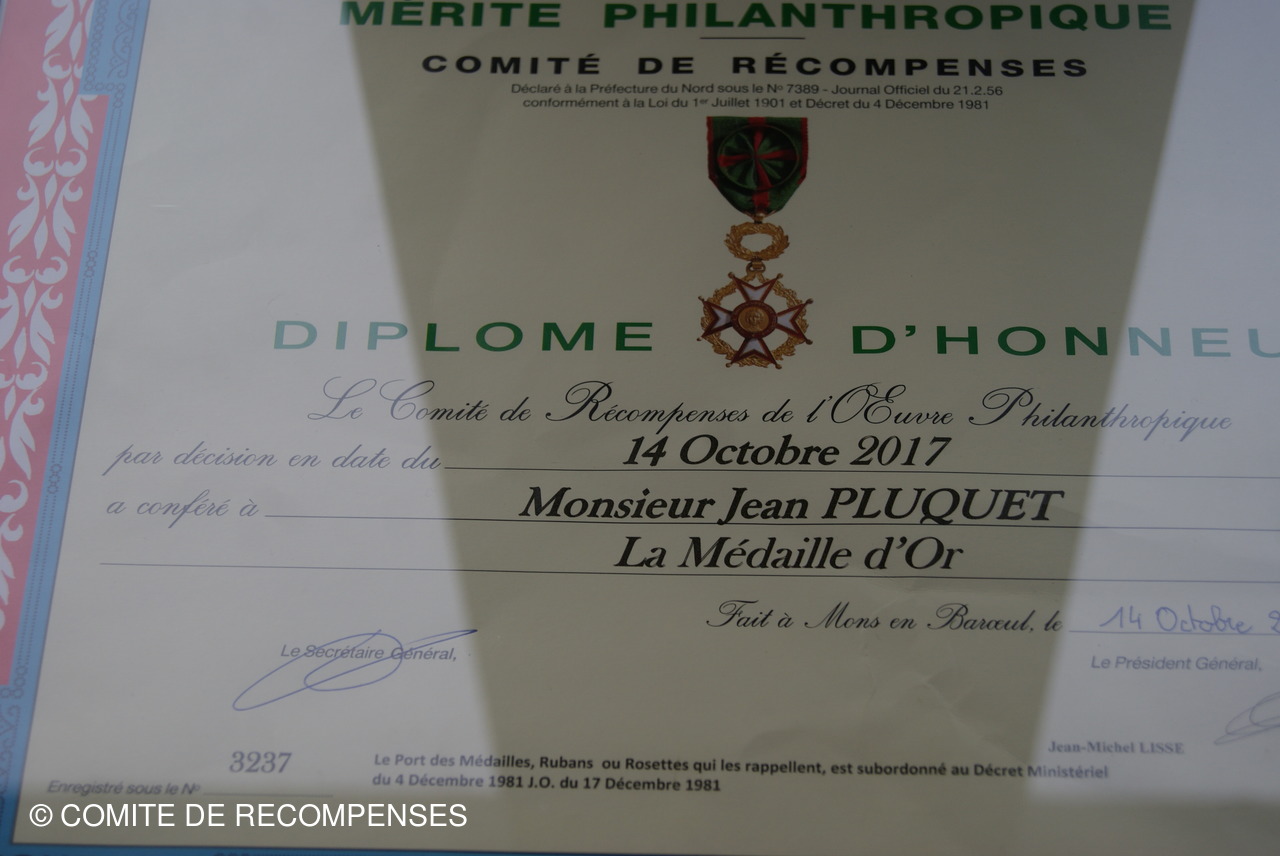 MÉRITE PHILANTHROPIQUE
COMITÉ DE RÉCOMPENSES
Déclaré à la Préfecture du Nord sous le Nº 7389 - Journal Officiel du 21.2.56
conformément à la Loi du 1er Juillet 1901 et Décret du 4 Décembre 1981
DIPLOME D'HONNEU
Le Comité de Récompenses de l'Œuvre Philanthropique
par décision en date du 14 Octobre 2017
a conféré à Monsieur Jean PLUQUET
La Médaille d'Or
Fait à Mons en Barœul, le 14 Octobre 2
Le Secrétaire Général,
Le Président Général,
Jean-Michel LISSE
Enregistré sous le Nº 3237
Le Port des Médailles, Rubans ou Rosettes qui les rappellent, est subordonné au Décret Ministériel
du 4 Décembre 1981 J.O. du 17 Décembre 1981
© COMITE DE RECOMPENSES